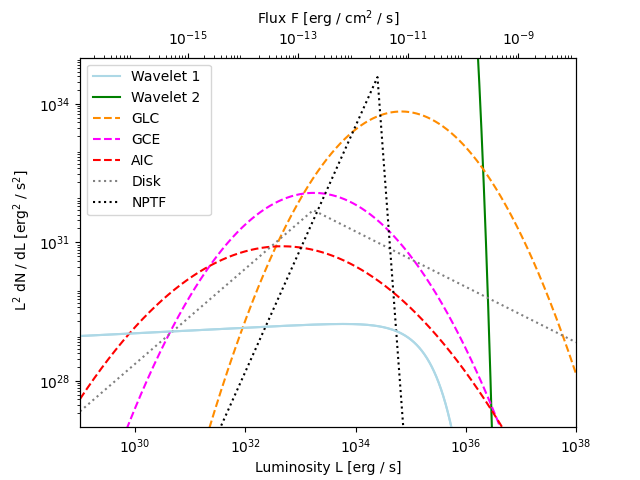 Flux F [erg / cm² / s]
10⁻¹⁵ 10⁻¹³ 10⁻¹¹ 10⁻⁹
L² dN / dL [erg² / s²]
10³⁴
10³¹
10²⁸
Wavelet 1
Wavelet 2
GLC
GCE
AIC
Disk
NPTF
10³⁰ 10³² 10³⁴ 10³⁶ 10³⁸
Luminosity L [erg / s]